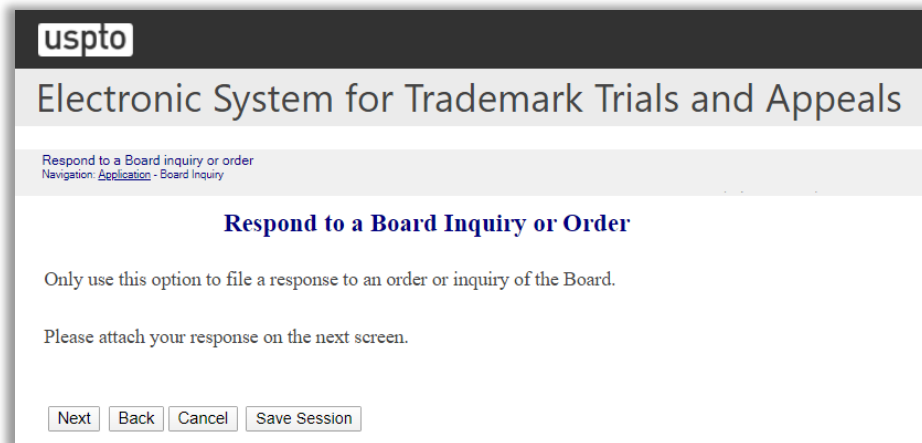 uspto
Electronic System for Trademark Trials and Appeals
Respond to a Board inquiry or order
Navigation: Application - Board Inquiry
Respond to a Board Inquiry or Order
Only use this option to file a response to an order or inquiry of the Board.
Please attach your response on the next screen.
Next Back Cancel Save Session